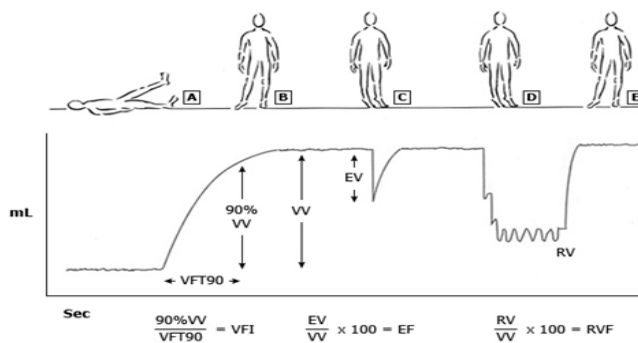 A B C D E
mL
EV
90%
VV
VV
VFT90
RV
Sec
90%VV
VFT90
= VFI
EV
VV
x 100 = EF
RV
VV
x 100 = RVF